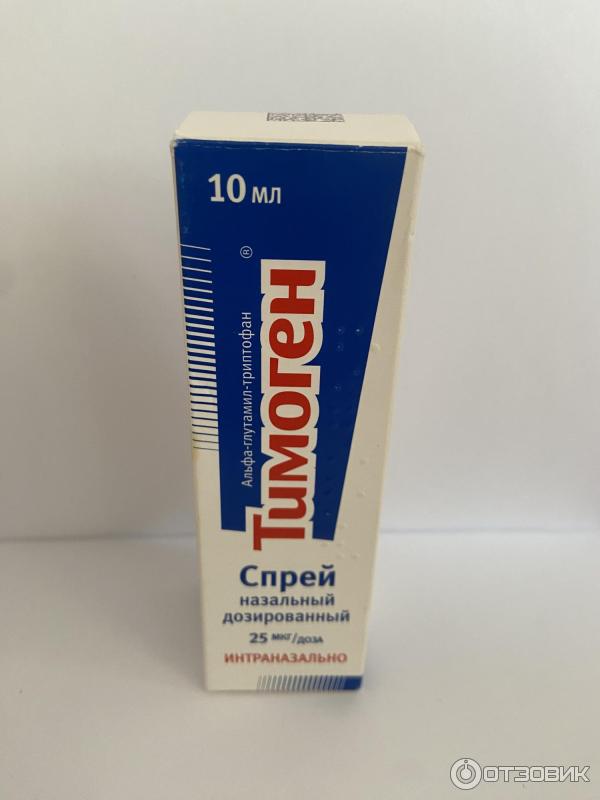 10 мл
Тимоген®
Альфа-глутамил-триптофан
Спрей
назальный
дозированный
25 мкг/доза
ИНТРАНАЗАЛЬНО
ОТЗОВИК